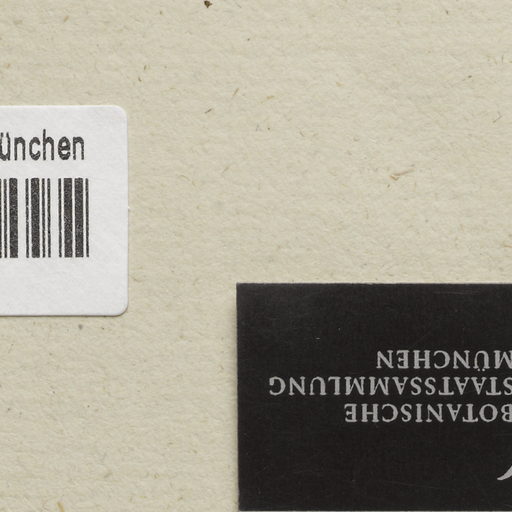 ünchen
BOTANISCHE
STAATSSAMMLUNG
MÜNCHEN